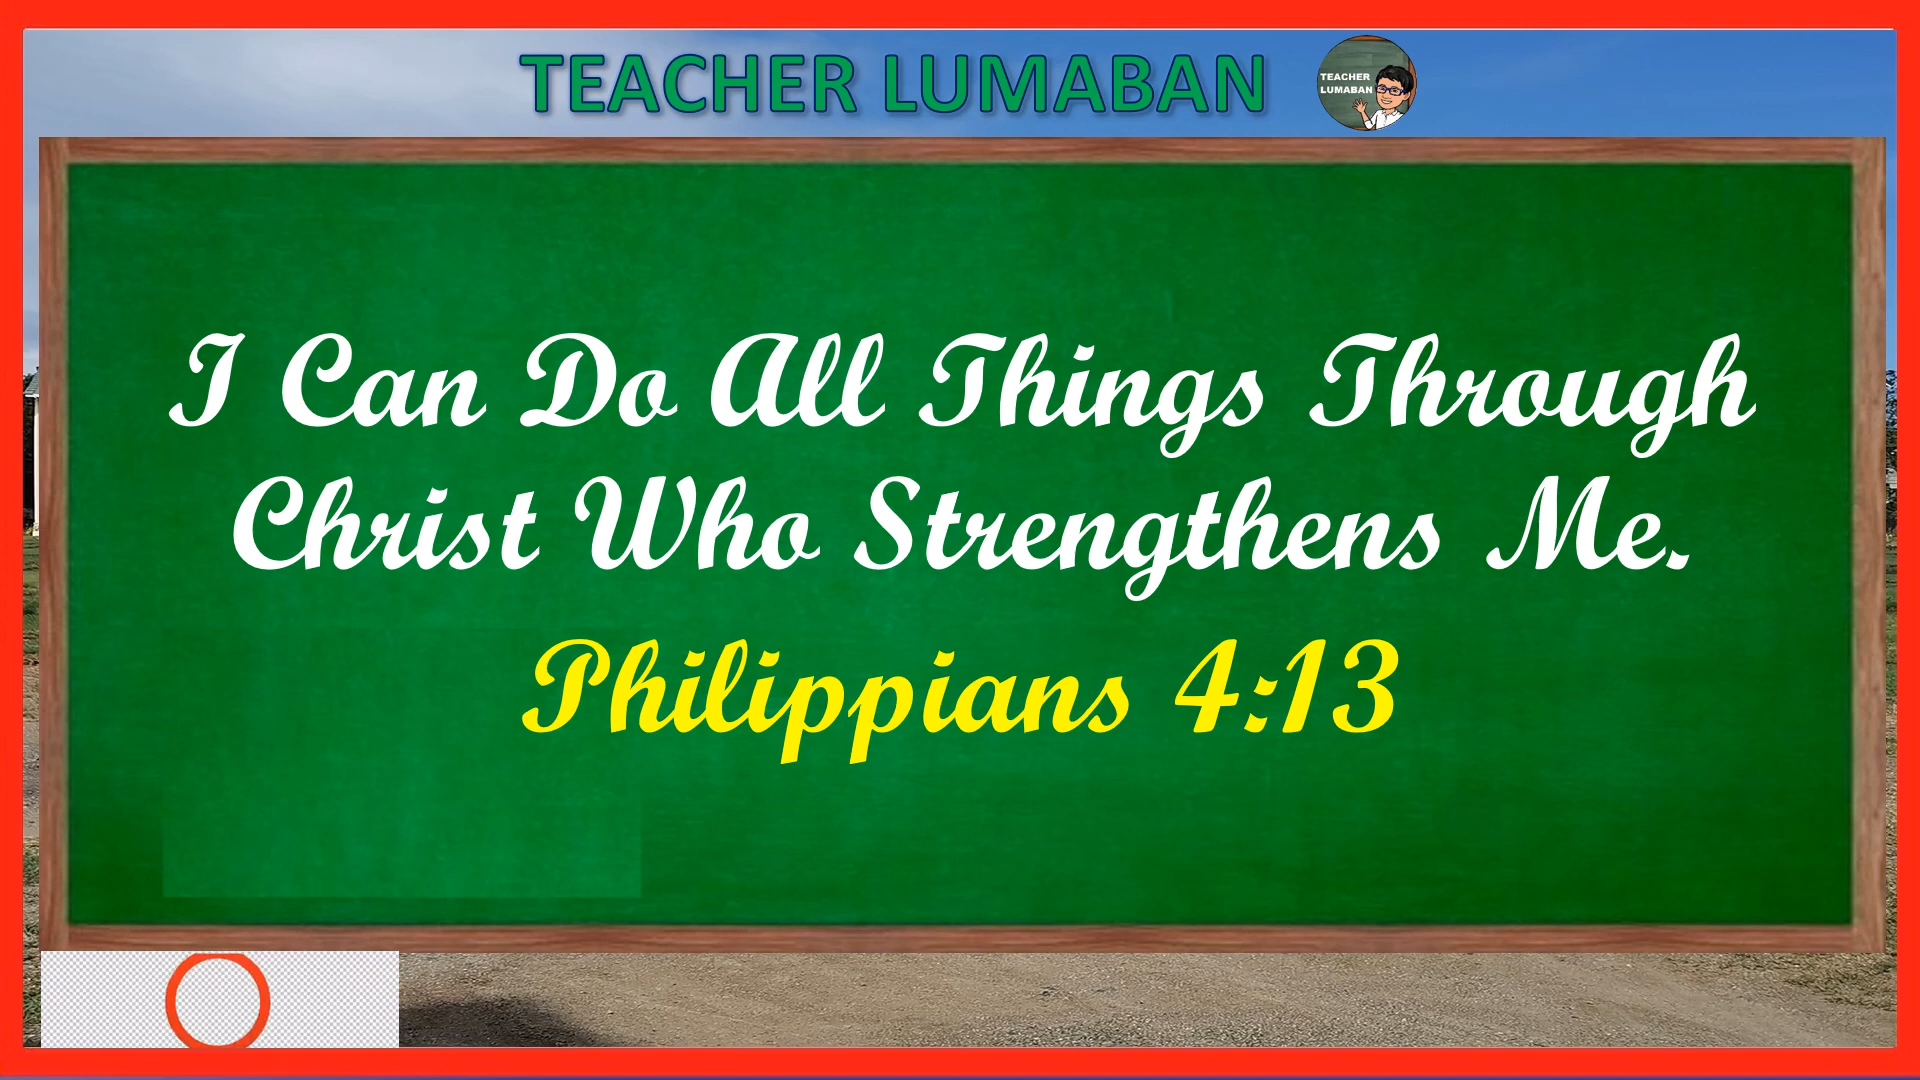 TEACHER LUMABAN
TEACHER
LUMABAN
I Can Do All Things Through
Christ Who Strengthens Me.
Philippians 4:13